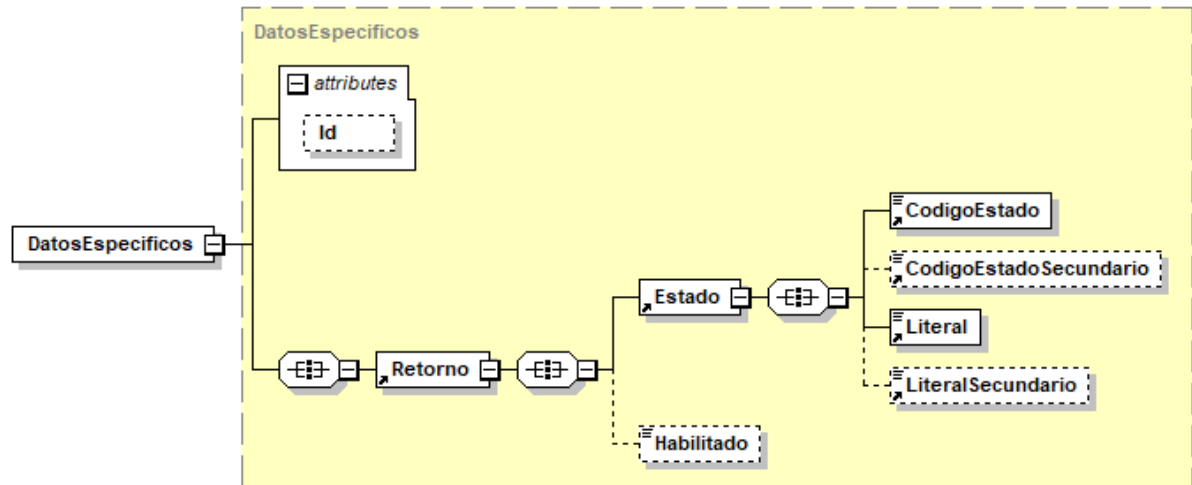 DatosEspecificos
attributes
Id
DatosEspecificos
CodigoEstado
CodigoEstadoSecundario
Estado
Literal
Retorno
LiteralSecundario
Habilitado